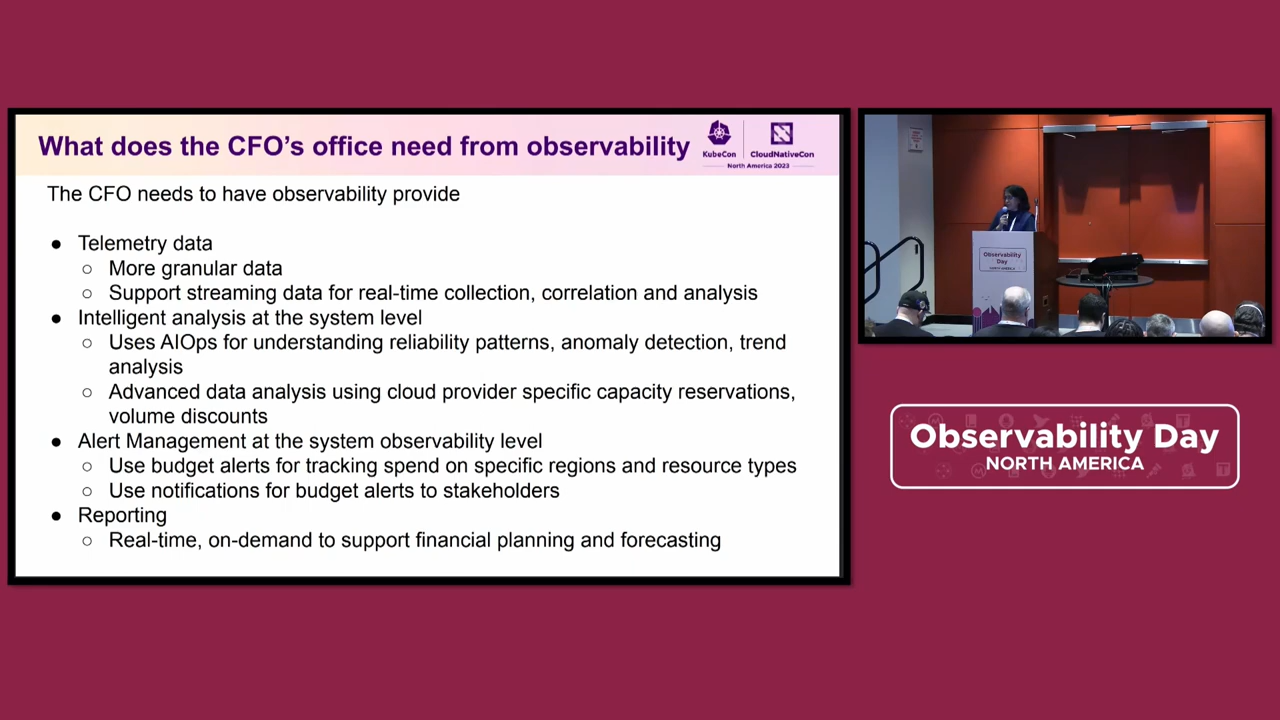 What does the CFO's office need from observability
KubeCon
CloudNativeCon
North America 2023
The CFO needs to have observability provide
● Telemetry data
○ More granular data
○ Support streaming data for real-time collection, correlation and analysis
● Intelligent analysis at the system level
○ Uses AIOps for understanding reliability patterns, anomaly detection, trend
analysis
○ Advanced data analysis using cloud provider specific capacity reservations,
volume discounts
● Alert Management at the system observability level
○ Use budget alerts for tracking spend on specific regions and resource types
○ Use notifications for budget alerts to stakeholders
● Reporting
○ Real-time, on-demand to support financial planning and forecasting
Observability
Day
NORTH AMERICA
Observability Day
NORTH AMERICA